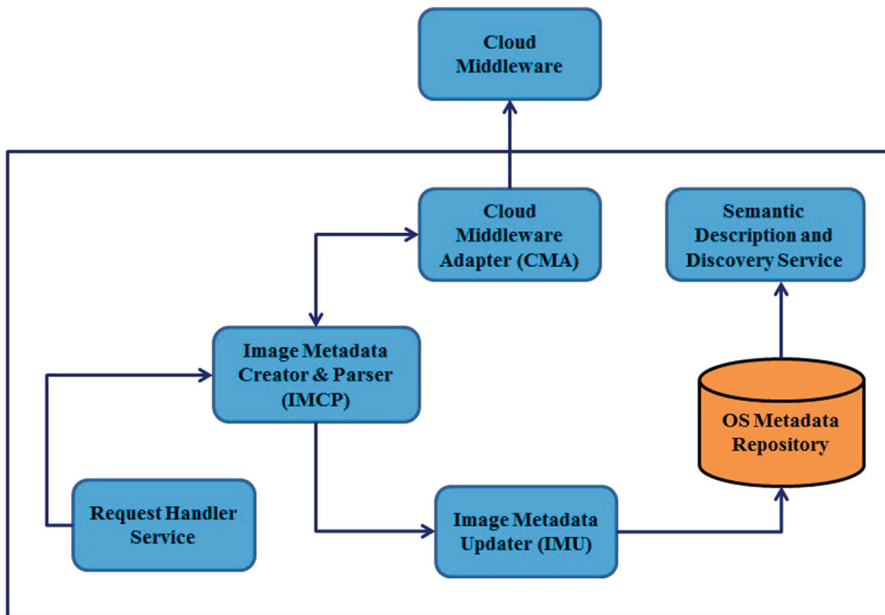 Cloud
Middleware
Cloud
Middleware
Adapter (CMA)
Semantic
Description and
Discovery Service
Image Metadata
Creator & Parser
(IMCP)
OS Metadata
Repository
Request Handler
Service
Image Metadata
Updater (IMU)